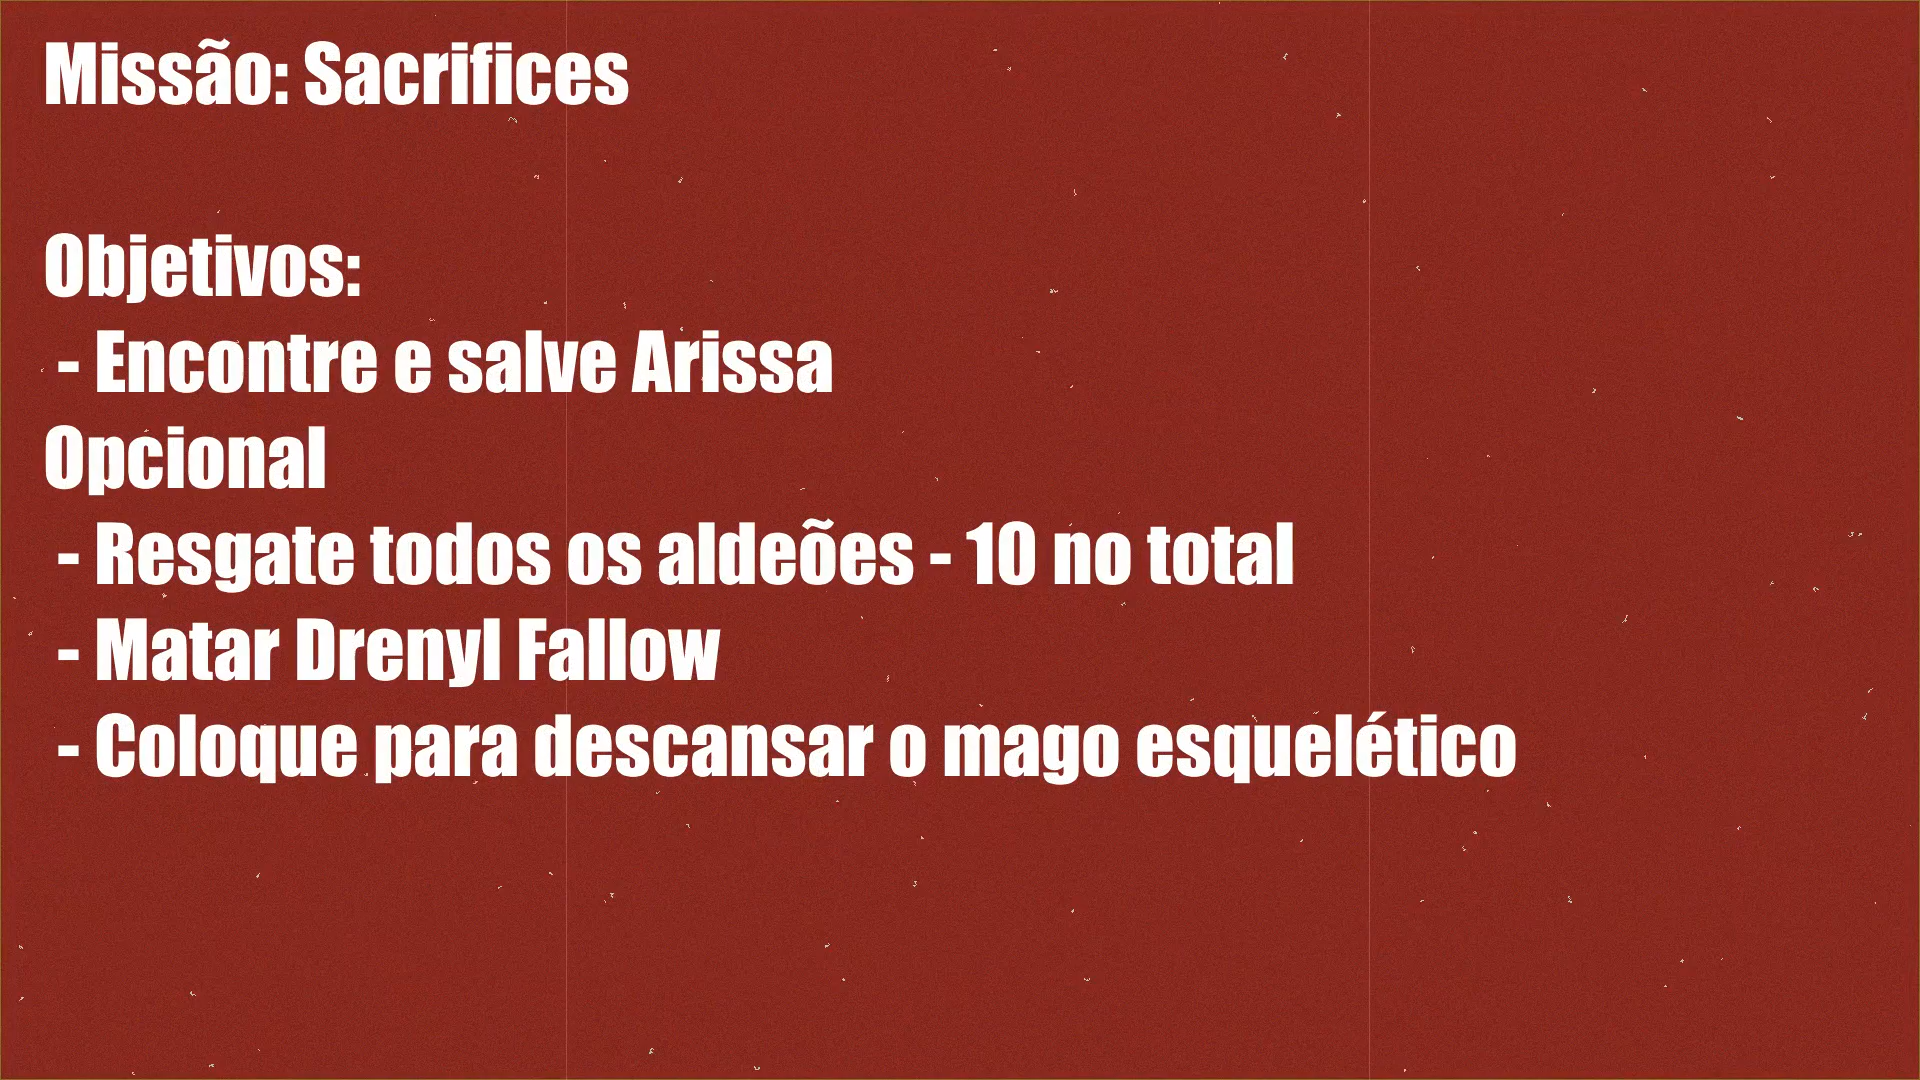 Missão: Sacrifices
Objetivos:
- Encontre e salve Arissa
Opcional
- Resgate todos os aldeões - 10 no total
- Matar Drenyl Fallow
- Coloque para descansar o mago esquelético